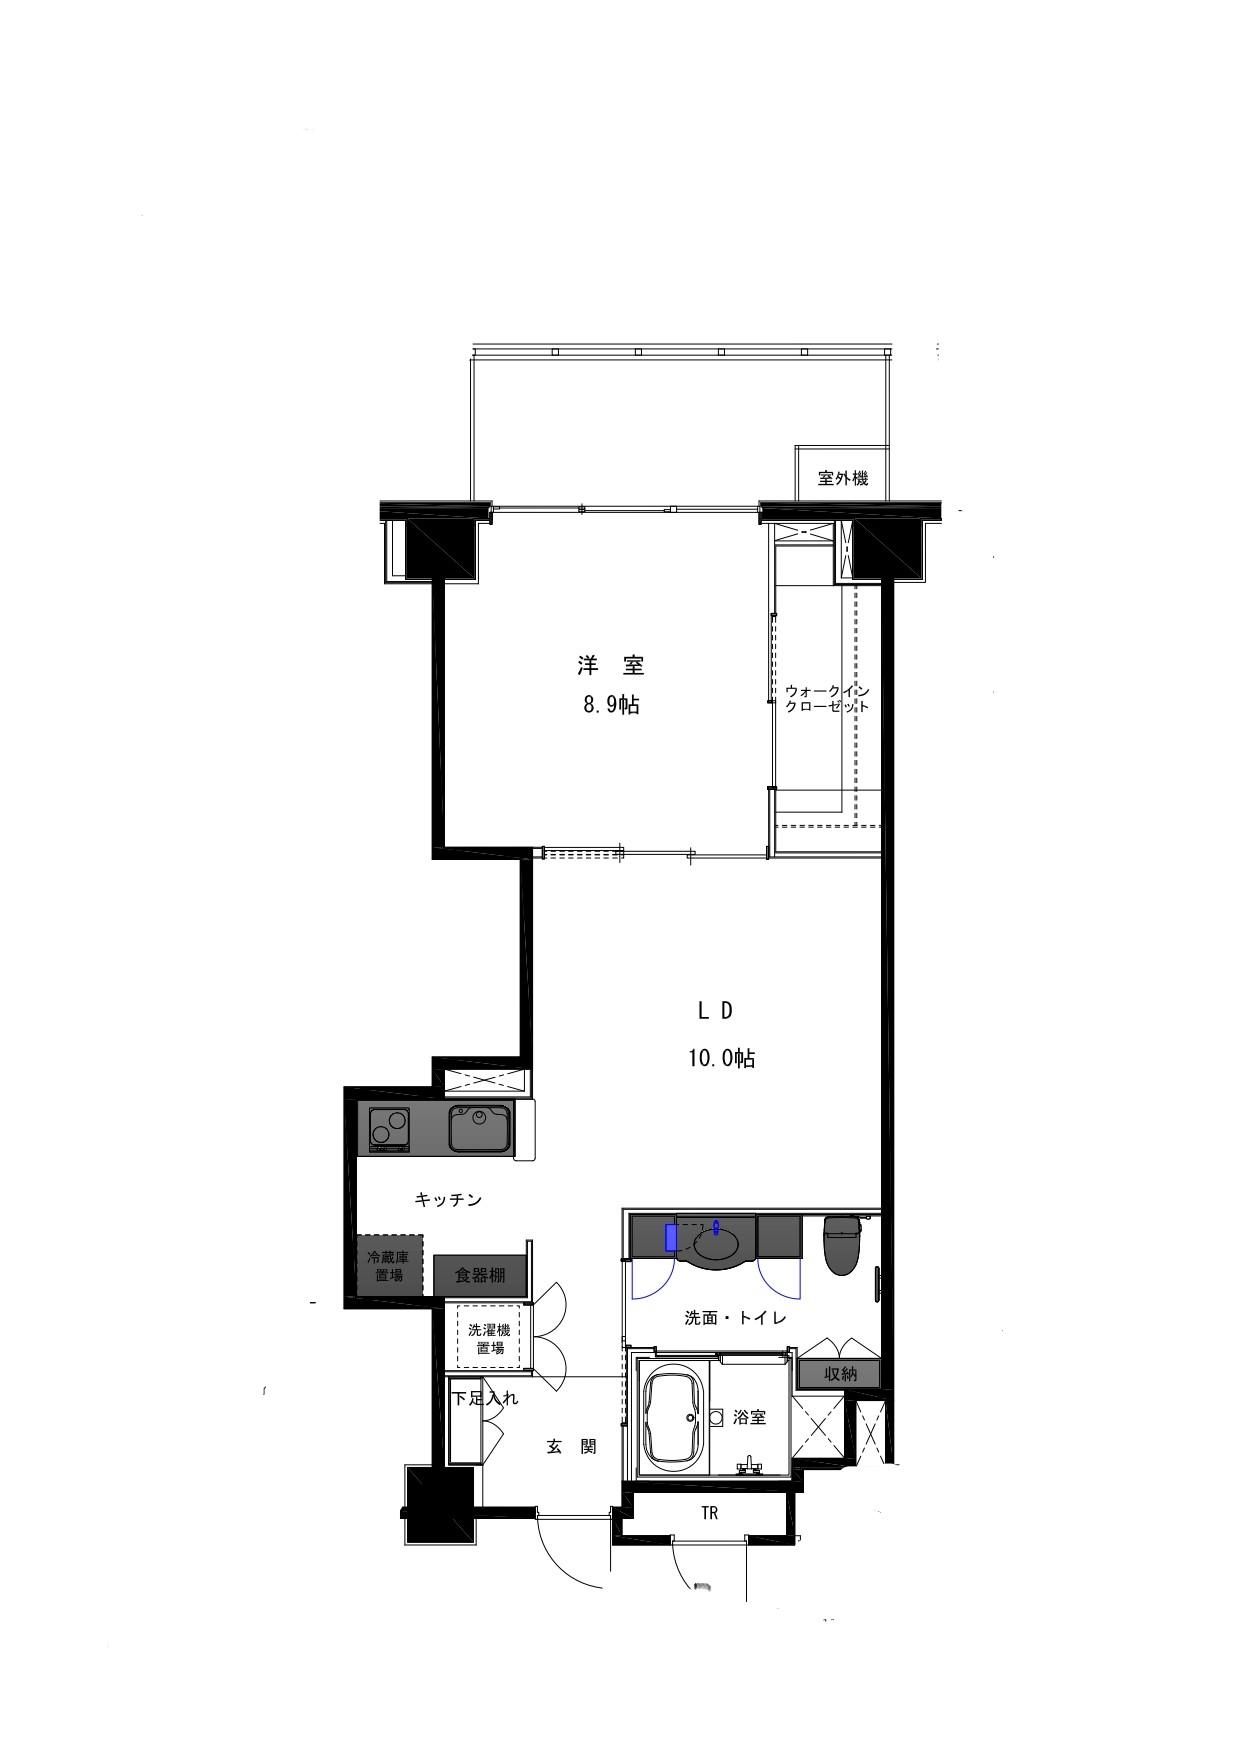 室外機
洋 室
8.9帖
ウォークイン
クローゼット
LD
10.0帖
キッチン
冷蔵庫
置場
食器棚
洗面・トイレ
洗濯機
置場
収納
下足入れ
浴室
玄 関
TR